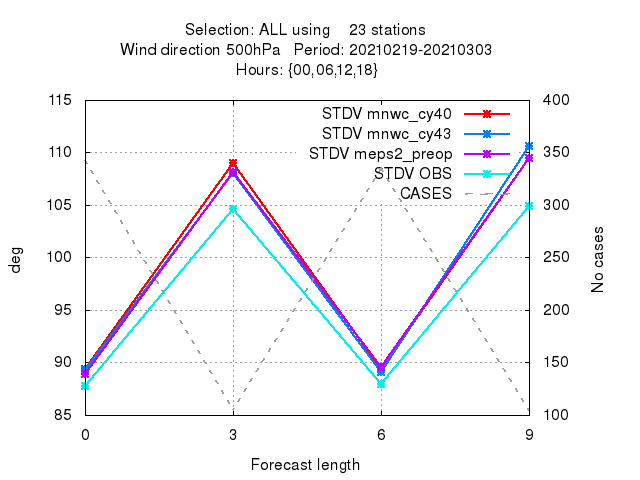 Selection: ALL using 23 stations
Wind direction 500hPa Period: 20210219-20210303
Hours: {00,06,12,18}
STDV mnwc_cy40
STDV mnwc_cy43
STDV meps2_preop
STDV OBS
CASES
115
110
105
100
95
90
85
deg
400
350
300
250
200
150
100
No cases
0 3 6 9
Forecast length